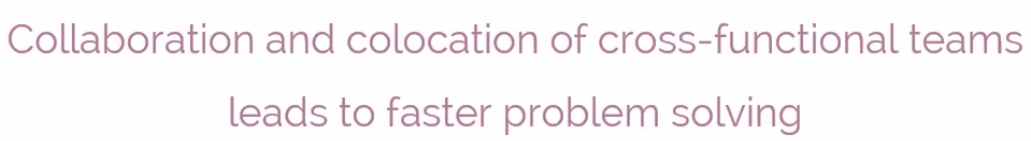 Collaboration and colocation of cross-functional teams
leads to faster problem solving